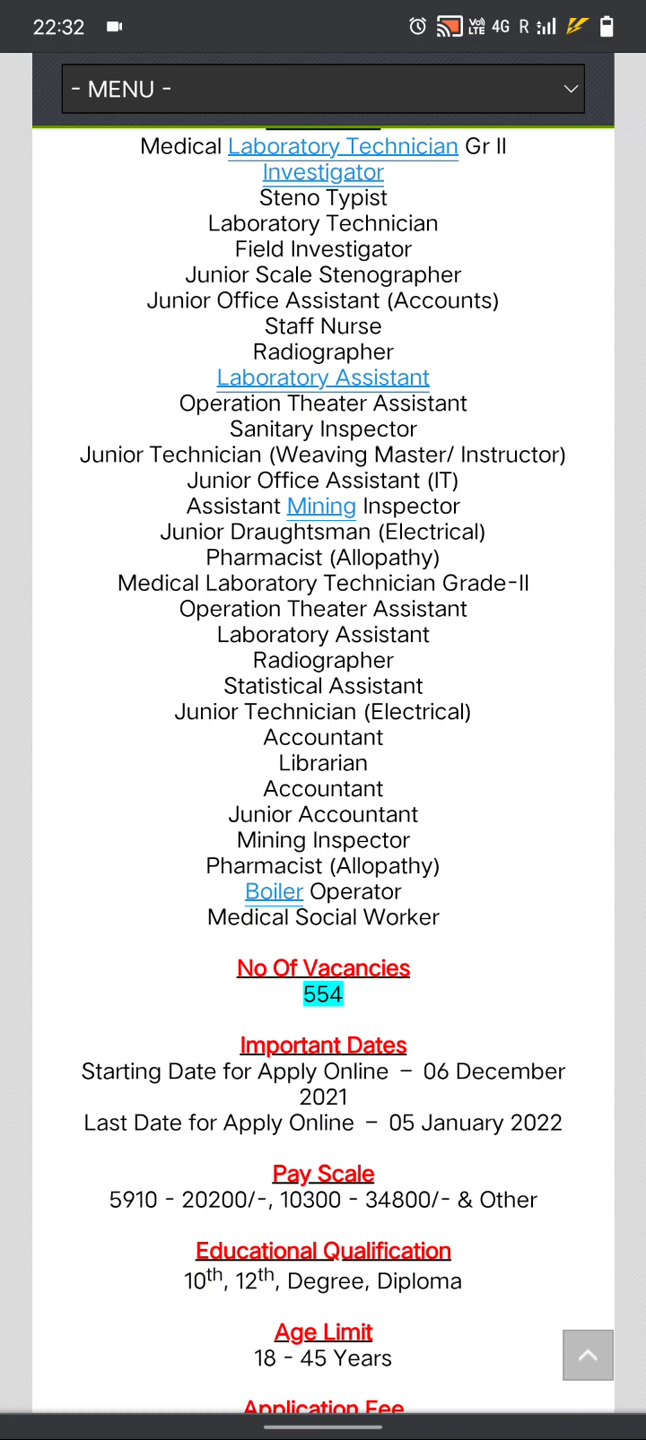 22:32 Vo) LTE 4G R
- MENU -
Medical Laboratory Technician Gr II
Investigator
Steno Typist
Laboratory Technician
Field Investigator
Junior Scale Stenographer
Junior Office Assistant (Accounts)
Staff Nurse
Radiographer
Laboratory Assistant
Operation Theater Assistant
Sanitary Inspector
Junior Technician (Weaving Master/ Instructor)
Junior Office Assistant (IT)
Assistant Mining Inspector
Junior Draughtsman (Electrical)
Pharmacist (Allopathy)
Medical Laboratory Technician Grade-II
Operation Theater Assistant
Laboratory Assistant
Radiographer
Statistical Assistant
Junior Technician (Electrical)
Accountant
Librarian
Accountant
Junior Accountant
Mining Inspector
Pharmacist (Allopathy)
Boiler Operator
Medical Social Worker
No Of Vacancies
554
Important Dates
Starting Date for Apply Online – 06 December
2021
Last Date for Apply Online – 05 January 2022
Pay Scale
5910 - 20200/-, 10300 - 34800/- & Other
Educational Qualification
10th, 12th, Degree, Diploma
Age Limit
18 - 45 Years
Application Fee